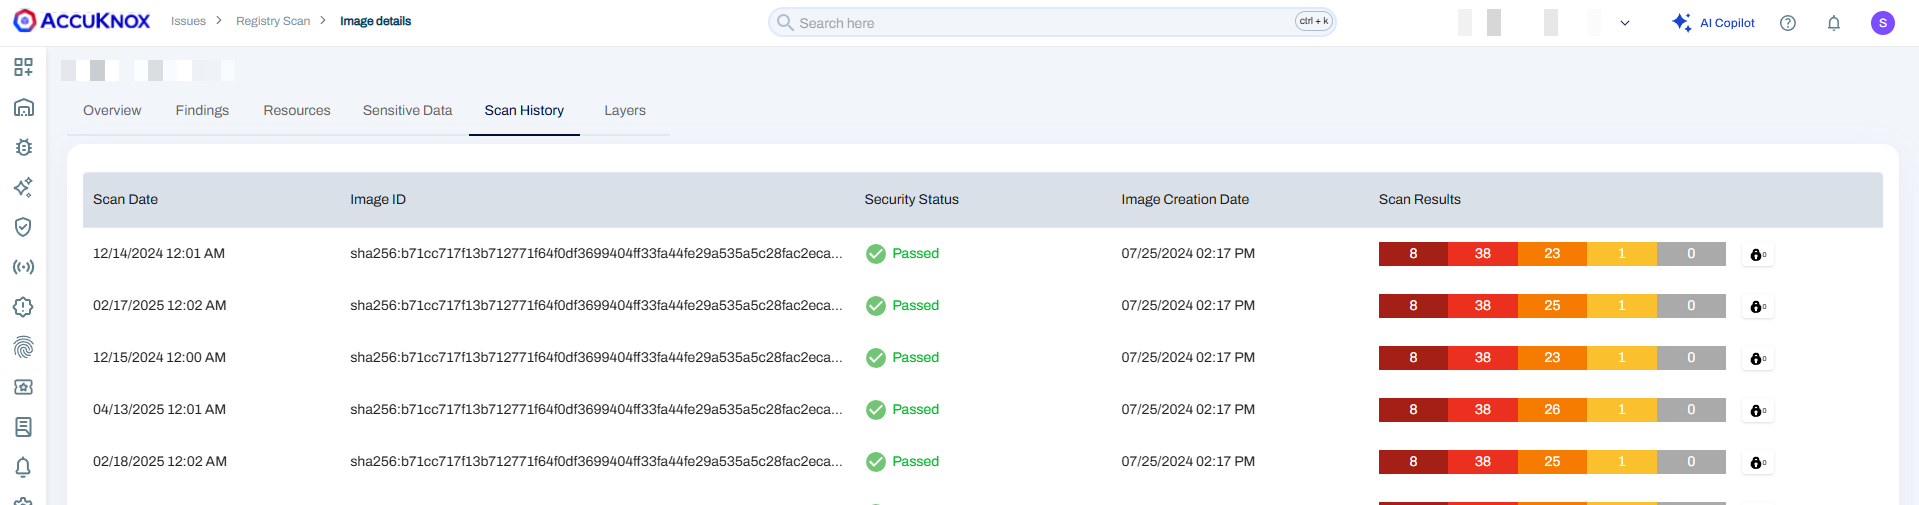 ACCUKNOX Issues > Registry Scan > Image details Search here ctrl + k AI Copilot ? S
Overview Findings Resources Sensitive Data Scan History Layers
Scan Date Image ID Security Status Image Creation Date Scan Results
12/14/2024 12:01 AM sha256:b71cc717f13b712771f64f0df3699404ff33fa44fe29a535a5c28fac2eca... Passed 07/25/2024 02:17 PM 8 38 23 1 0 0
02/17/2025 12:02 AM sha256:b71cc717f13b712771f64f0df3699404ff33fa44fe29a535a5c28fac2eca... Passed 07/25/2024 02:17 PM 8 38 25 1 0 0
12/15/2024 12:00 AM sha256:b71cc717f13b712771f64f0df3699404ff33fa44fe29a535a5c28fac2eca... Passed 07/25/2024 02:17 PM 8 38 23 1 0 0
04/13/2025 12:01 AM sha256:b71cc717f13b712771f64f0df3699404ff33fa44fe29a535a5c28fac2eca... Passed 07/25/2024 02:17 PM 8 38 26 1 0 0
02/18/2025 12:02 AM sha256:b71cc717f13b712771f64f0df3699404ff33fa44fe29a535a5c28fac2eca... Passed 07/25/2024 02:17 PM 8 38 25 1 0 0